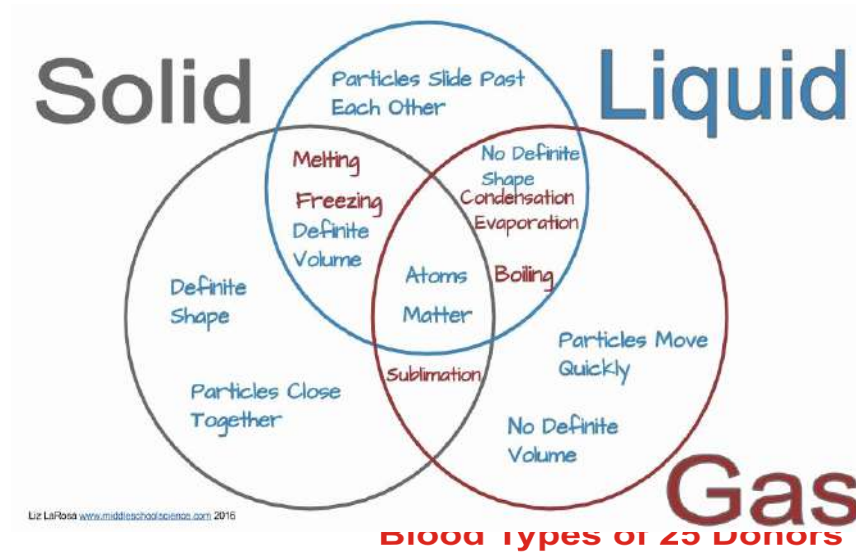 Solid
Liquid
Particles Slide Past
Each Other
Melting
Freezing
Definite
Volume
No Definite
Shape
Condensation
Evaporation
Boiling
Atoms
Matter
Definite
Shape
Particles Close
Together
Sublimation
Particles Move
Quickly
No Definite
Volume
Gas
Liz LaRosa www.middleschoolscience.com 2016
Blood Types of 25 Donors